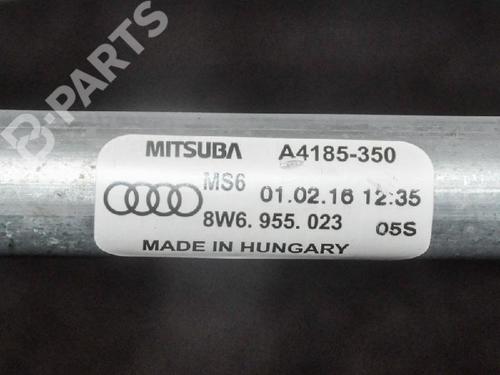 B-PARTS
MITSUBA A4185-350
MS6 01.02.16 12:35
8W6.955.023 05S
MADE IN HUNGARY